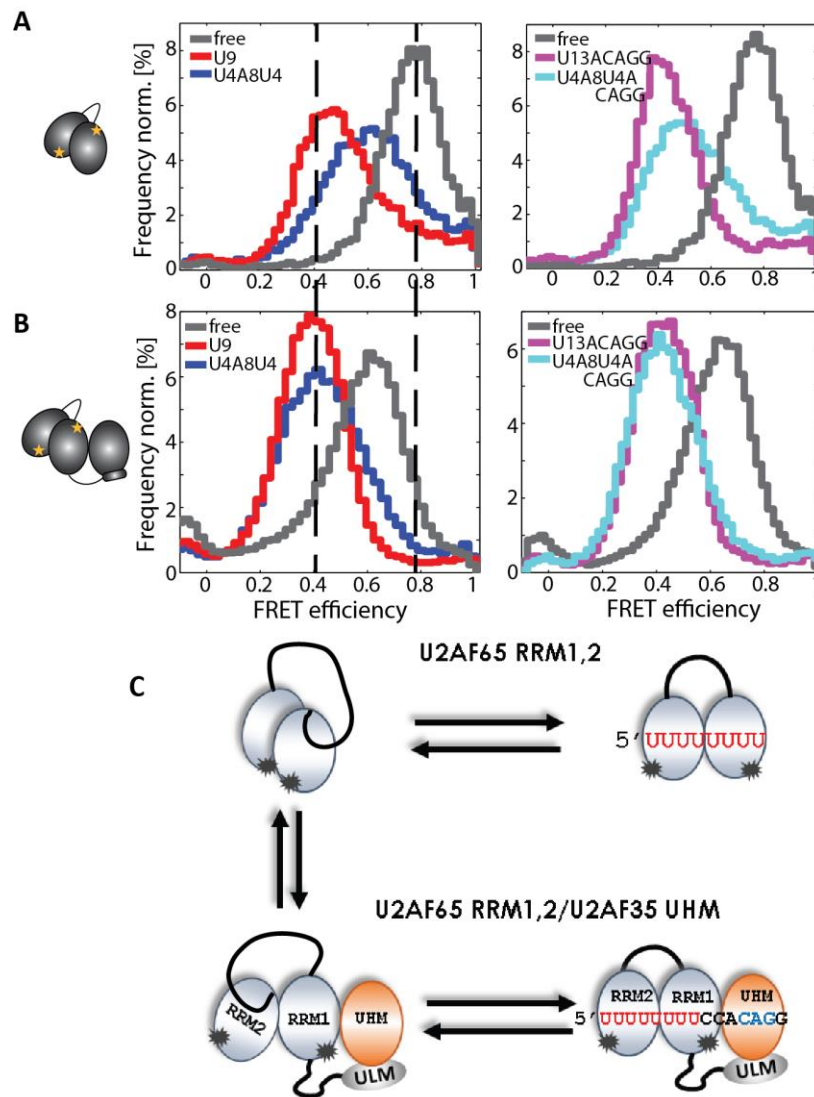 A
Frequency norm. [%]
8
6
4
2
0
free
U9
U4A8U4
0
0.2
0.4
0.6
0.8
1
8
6
4
2
0
free
U13ACAGG
U4A8U4A
CAGG
0
0.2
0.4
0.6
0.8
1
B
Frequency norm. [%]
8
6
4
2
0
free
U9
U4A8U4
0
0.2
0.4
0.6
0.8
1
FRET efficiency
6
4
2
0
free
U13ACAGG
U4A8U4A
CAGG
0
0.2
0.4
0.6
0.8
1
FRET efficiency
C
U2AF65 RRM1,2
5′UUUUUUUU
U2AF65 RRM1,2/U2AF35 UHM
RRM2
RRM1
UHM
ULM
RRM2
RRM1
UHM
5′UUUUUUUUCCACAGG
ULM